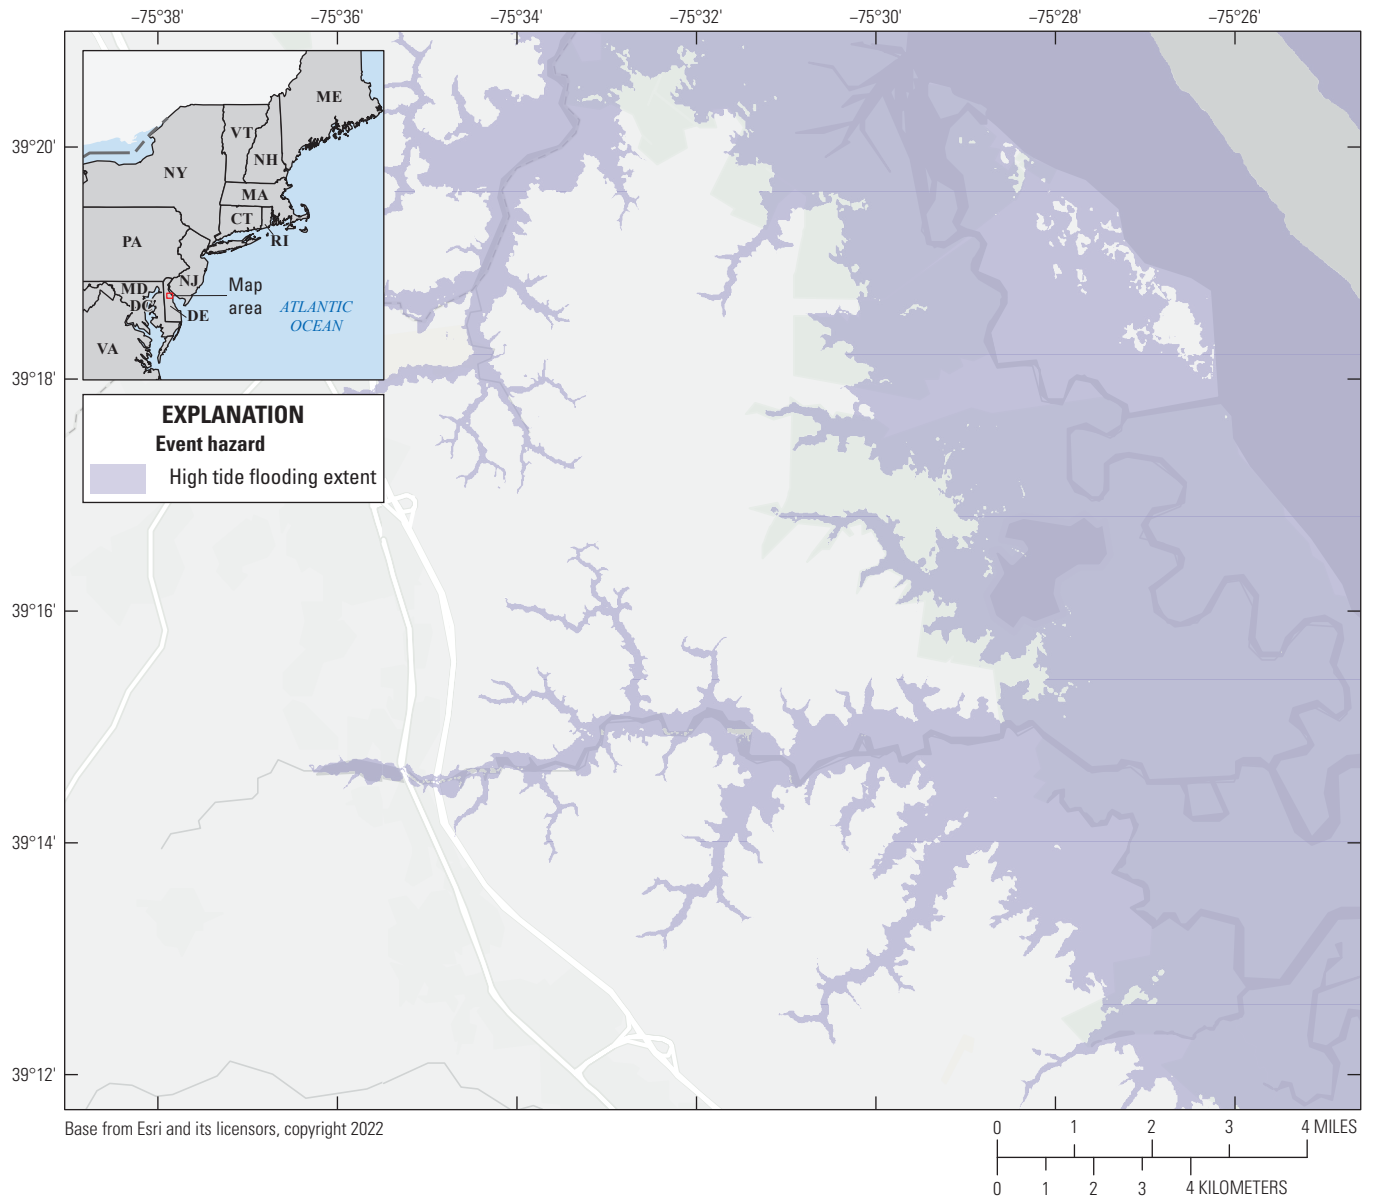 −75°38' −75°36' −75°34' −75°32' −75°30' −75°28' −75°26'
39°20'
39°18'
39°16'
39°14'
39°12'
ME
VT
NH
NY
MA
CT
RI
PA
NJ
MD
DC
DE
VA
Map
area
ATLANTIC
OCEAN
EXPLANATION
Event hazard
High tide flooding extent
Base from Esri and its licensors, copyright 2022
0 1 2 3 4 MILES
0 1 2 3 4 KILOMETERS